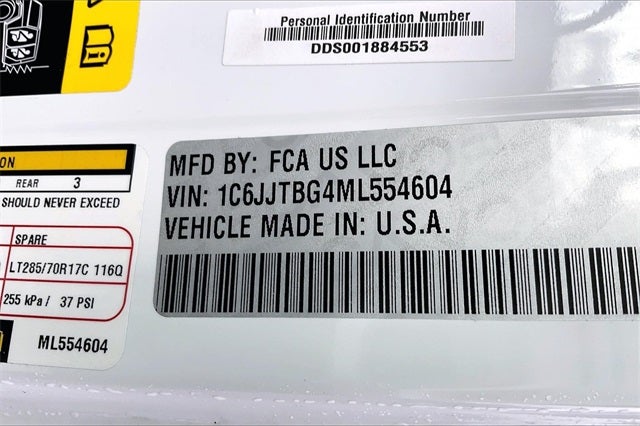 Personal Identification Number
DDS001884553
MFD BY: FCA US LLC
VIN: 1C6JJTBG4ML554604
VEHICLE MADE IN: U.S.A.
ON
REAR 3
SHOULD NEVER EXCEED
SPARE
LT285/70R17C 116Q
255 kPa / 37 PSI
ML554604